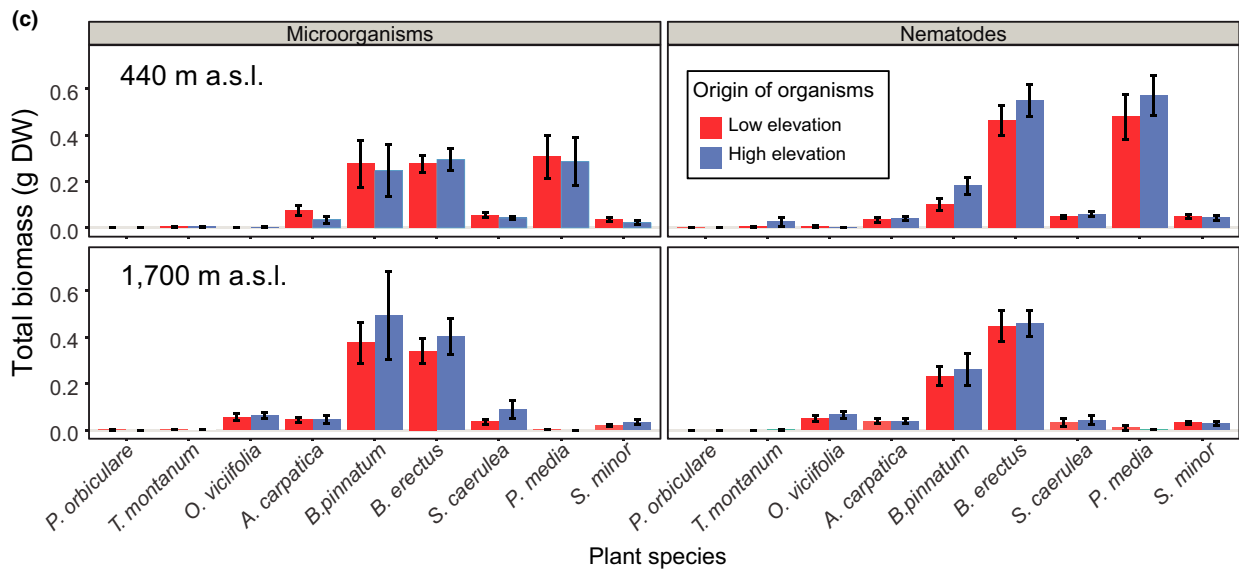 (c)
Microorganisms
Nematodes
440 m a.s.l.
Origin of organisms
Low elevation
High elevation
0.6
0.4
0.2
0.0
1,700 m a.s.l.
0.6
0.4
0.2
0.0
Total biomass (g DW)
P. orbiculare
T. montanum
O. viciifolia
A. carpatica
B.pinnatum
B. erectus
S. caerulea
P. media
S. minor
P. orbiculare
T. montanum
O. viciifolia
A. carpatica
B.pinnatum
B. erectus
S. caerulea
P. media
S. minor
Plant species